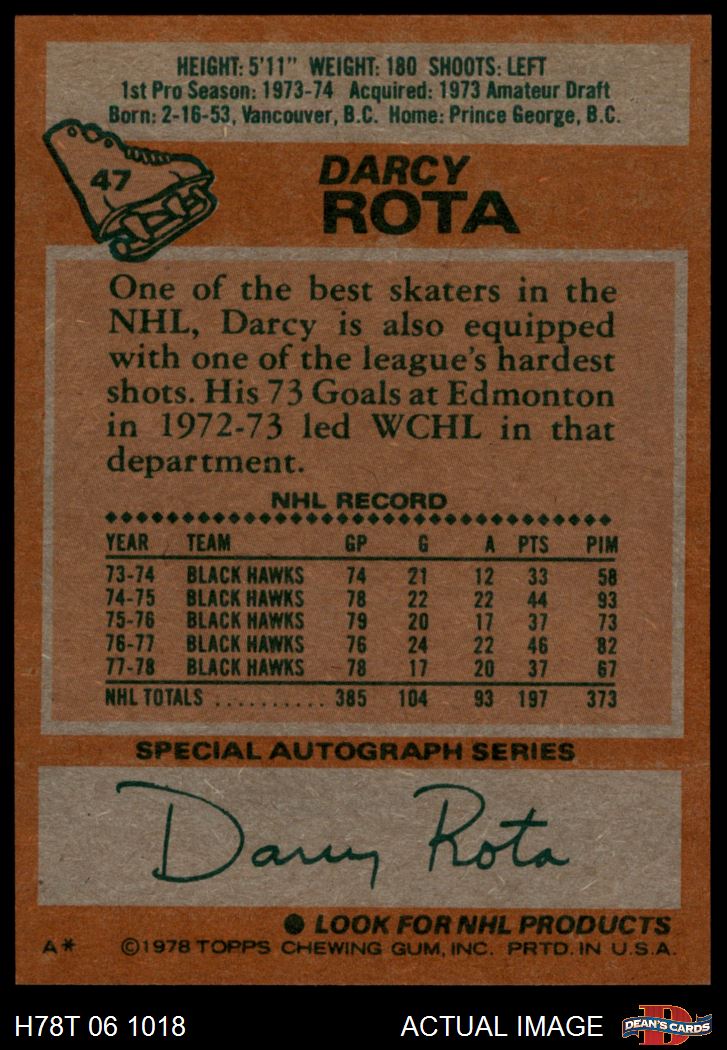 HEIGHT: 5'11" WEIGHT: 180 SHOOTS: LEFT
1st Pro Season: 1973-74 Acquired: 1973 Amateur Draft
Born: 2-16-53, Vancouver, B.C. Home: Prince George, B.C.
47
DARCY
ROTA
One of the best skaters in the
NHL, Darcy is also equipped
with one of the league's hardest
shots. His 73 Goals at Edmonton
in 1972-73 led WCHL in that
department.
NHL RECORD
YEAR TEAM GP G A PTS PIM
73-74 BLACK HAWKS 74 21 12 33 58
74-75 BLACK HAWKS 78 22 22 44 93
75-76 BLACK HAWKS 79 20 17 37 73
76-77 BLACK HAWKS 76 24 22 46 82
77-78 BLACK HAWKS 78 17 20 37 67
NHL TOTALS .......... 385 104 93 197 373
SPECIAL AUTOGRAPH SERIES
Darcy Rota
● LOOK FOR NHL PRODUCTS
A* ©1978 TOPPS CHEWING GUM, INC. PRTD. IN U.S.A.
H78T 06 1018 ACTUAL IMAGE D DEAN'S CARDS